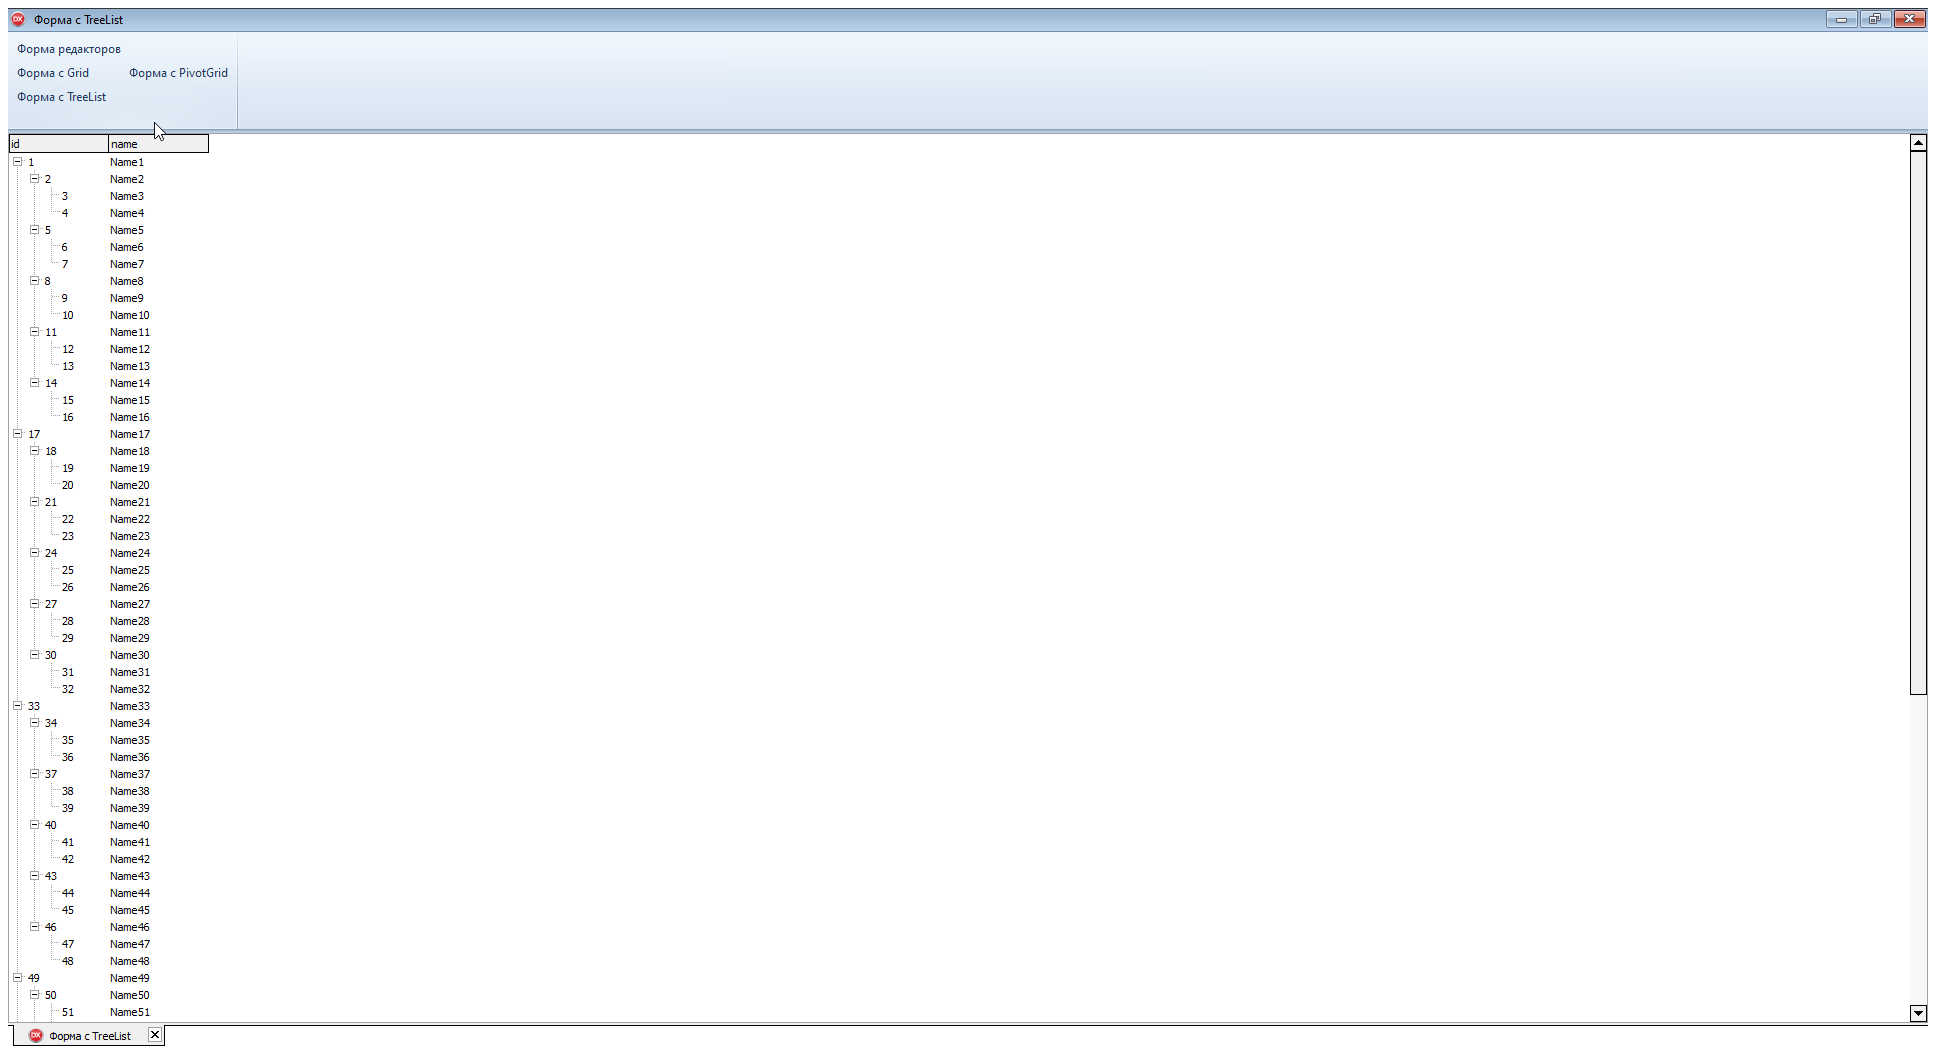 Форма с TreeList
Форма редакторов
Форма с Grid Форма с PivotGrid
Форма с TreeList
id name
1 Name1
2 Name2
3 Name3
4 Name4
5 Name5
6 Name6
7 Name7
8 Name8
9 Name9
10 Name10
11 Name11
12 Name12
13 Name13
14 Name14
15 Name15
16 Name16
17 Name17
18 Name18
19 Name19
20 Name20
21 Name21
22 Name22
23 Name23
24 Name24
25 Name25
26 Name26
27 Name27
28 Name28
29 Name29
30 Name30
31 Name31
32 Name32
33 Name33
34 Name34
35 Name35
36 Name36
37 Name37
38 Name38
39 Name39
40 Name40
41 Name41
42 Name42
43 Name43
44 Name44
45 Name45
46 Name46
47 Name47
48 Name48
49 Name49
50 Name50
51 Name51
DX Форма с TreeList